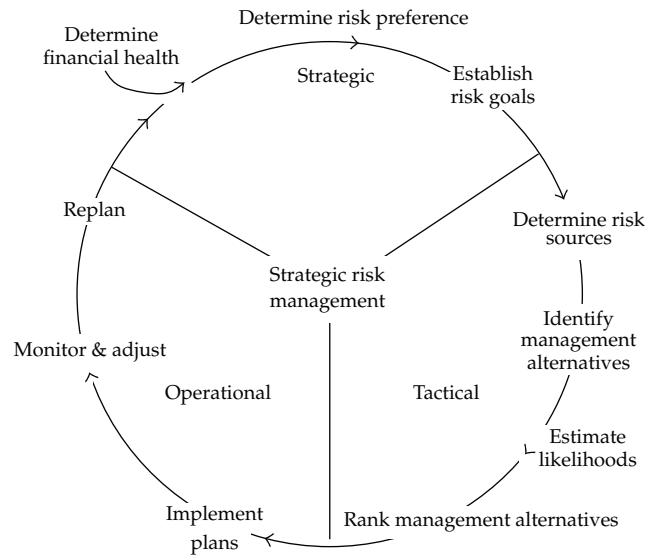 Determine risk preference
Determine
financial health
Strategic
Establish
risk goals
Replan
Determine risk
sources
Strategic risk
management
Identify
management
alternatives
Monitor & adjust
Operational
Tactical
Estimate
likelihoods
Implement
plans
Rank management alternatives